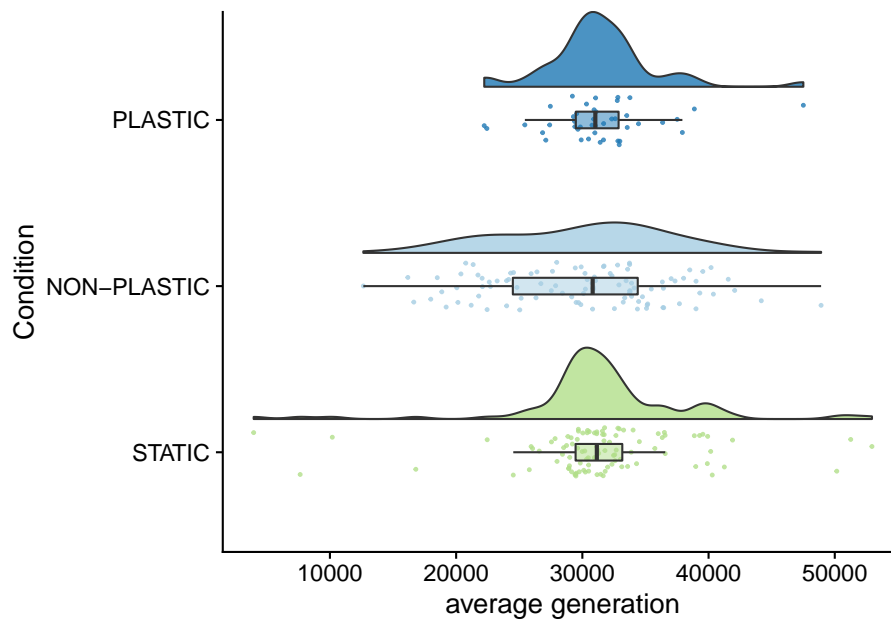 PLASTIC
NON−PLASTIC
STATIC
Condition
10000 20000 30000 40000 50000
average generation